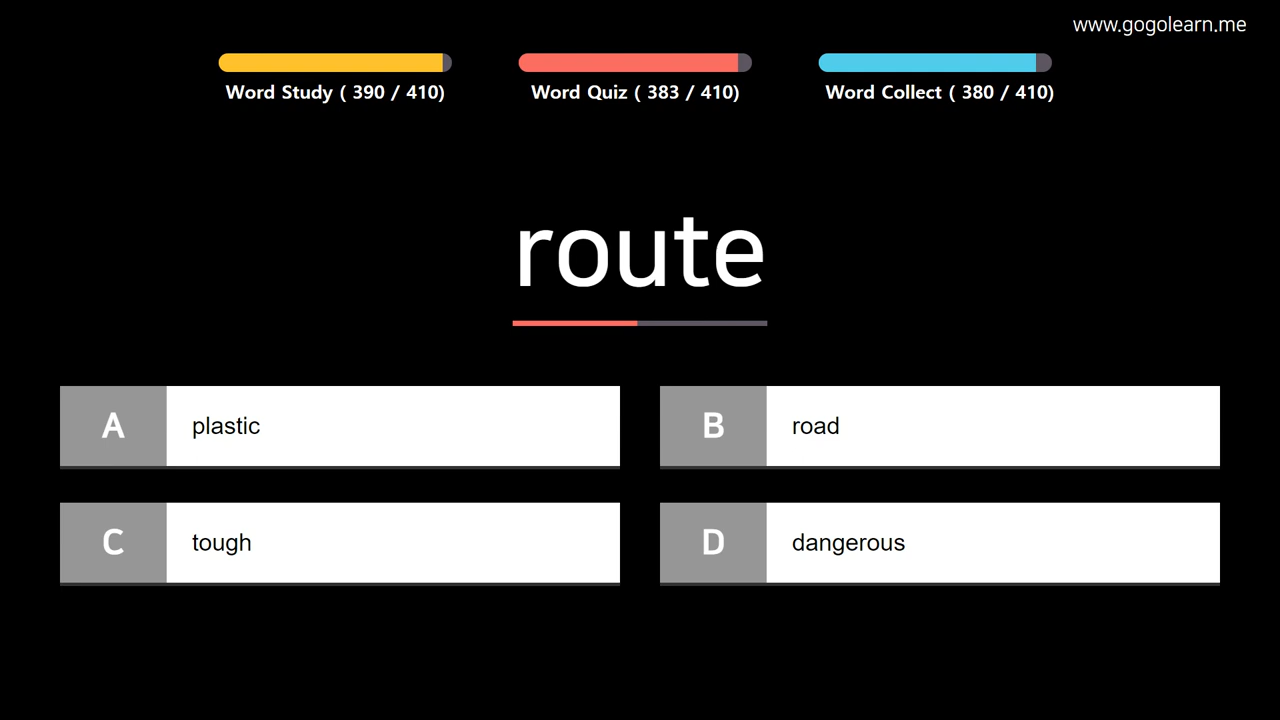 www.gogolearn.me
Word Study ( 390 / 410)
Word Quiz ( 383 / 410)
Word Collect ( 380 / 410)
route
A plastic
B road
C tough
D dangerous